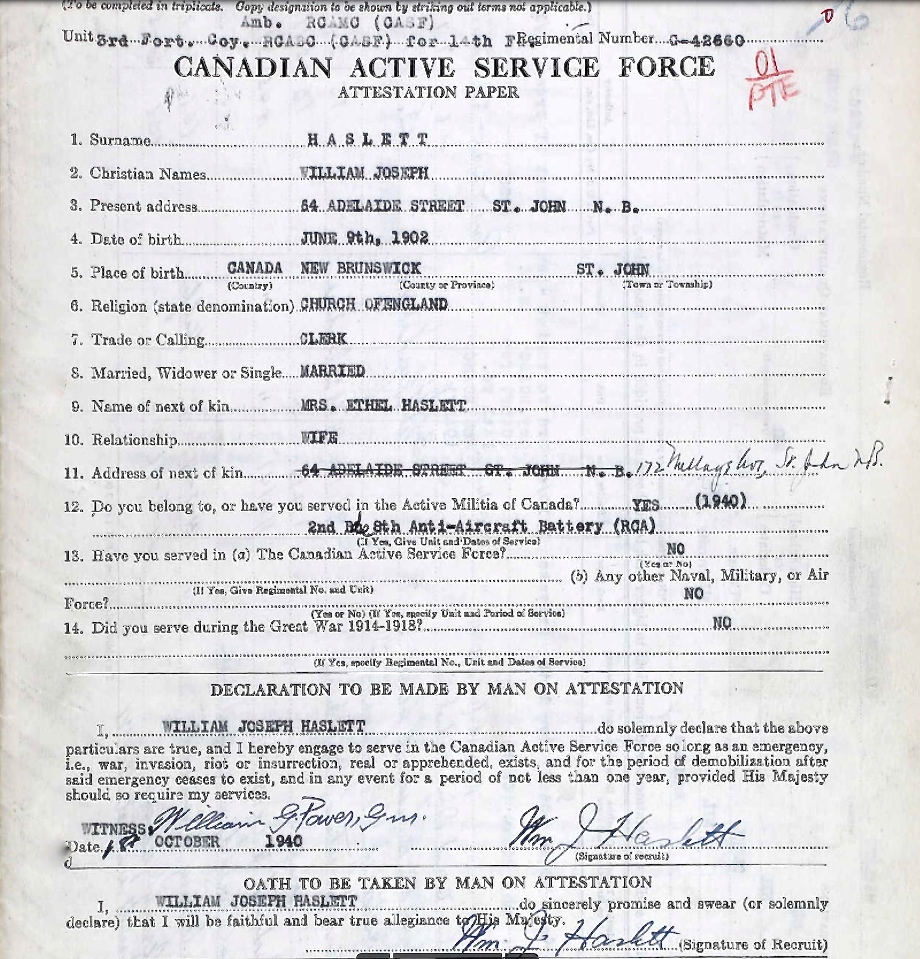 (To be completed in triplicate. Copy designation to be shown by striking out terms not applicable.)
Amb. RCAMC (CASF)
Unit 3rd Fort. Coy. RCASC (CASF) for 14th F Regimental Number G-42660
CANADIAN ACTIVE SERVICE FORCE
ATTESTATION PAPER
01
PTE
1. Surname HASLETT
2. Christian Names WILLIAM JOSEPH
3. Present address 64 ADELAIDE STREET ST. JOHN N. B.
4. Date of birth JUNE 9th, 1902
5. Place of birth CANADA NEW BRUNSWICK ST. JOHN
(Country) (County or Province) (Town or Township)
6. Religion (state denomination) CHURCH OFENGLAND
7. Trade or Calling CLERK
8. Married, Widower or Single MARRIED
9. Name of next of kin MRS. ETHEL HASLETT
10. Relationship WIFE
11. Address of next of kin 64 ADELAIDE STREET ST. JOHN N. B. 172 St. John N.B.
12. Do you belong to, or have you served in the Active Militia of Canada? YES (1940)
2nd 8th Anti-Aircraft Battery (RCA)
(If Yes, Give Unit and Dates of Service)
13. Have you served in (a) The Canadian Active Service Force? NO
(Yes or No)
(b) Any other Naval, Military, or Air
(If Yes, Give Regimental No. and Unit)
Force? NO
(Yes or No) (If Yes, specify Unit and Period of Service)
14. Did you serve during the Great War 1914-1918? NO
(If Yes, specify Regimental No., Unit and Dates of Service)
DECLARATION TO BE MADE BY MAN ON ATTESTATION
I, WILLIAM JOSEPH HASLETT do solemnly declare that the above
particulars are true, and I hereby engage to serve in the Canadian Active Service Force so long as an emergency,
i.e., war, invasion, riot or insurrection, real or apprehended, exists, and for the period of demobilization after
said emergency ceases to exist, and in any event for a period of not less than one year, provided His Majesty
should so require my services.
WITNESS William G. Power, Gnr.
Date 1st OCTOBER 1940 Wm J Haslett
(Signature of recruit)
OATH TO BE TAKEN BY MAN ON ATTESTATION
I, WILLIAM JOSEPH HASLETT do sincerely promise and swear (or solemnly
declare) that I will be faithful and bear true allegiance to His Majesty.
Wm. J. Haslett (Signature of Recruit)